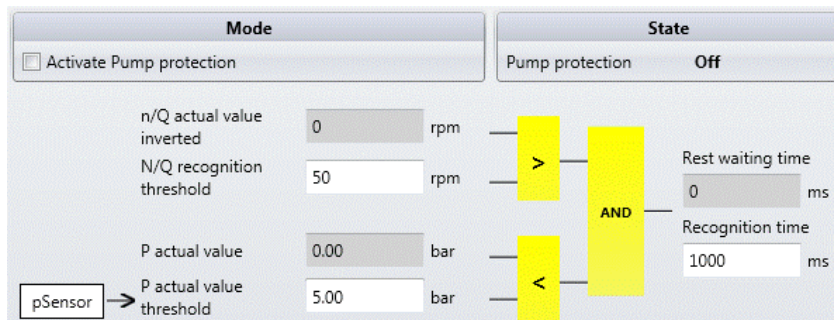 Mode
State
Activate Pump protection
Pump protection Off
n/Q actual value
inverted
0 rpm
N/Q recognition
threshold
50 rpm
>
AND
Rest waiting time
0 ms
Recognition time
1000 ms
P actual value
0.00 bar
<
pSensor
P actual value
threshold
5.00 bar